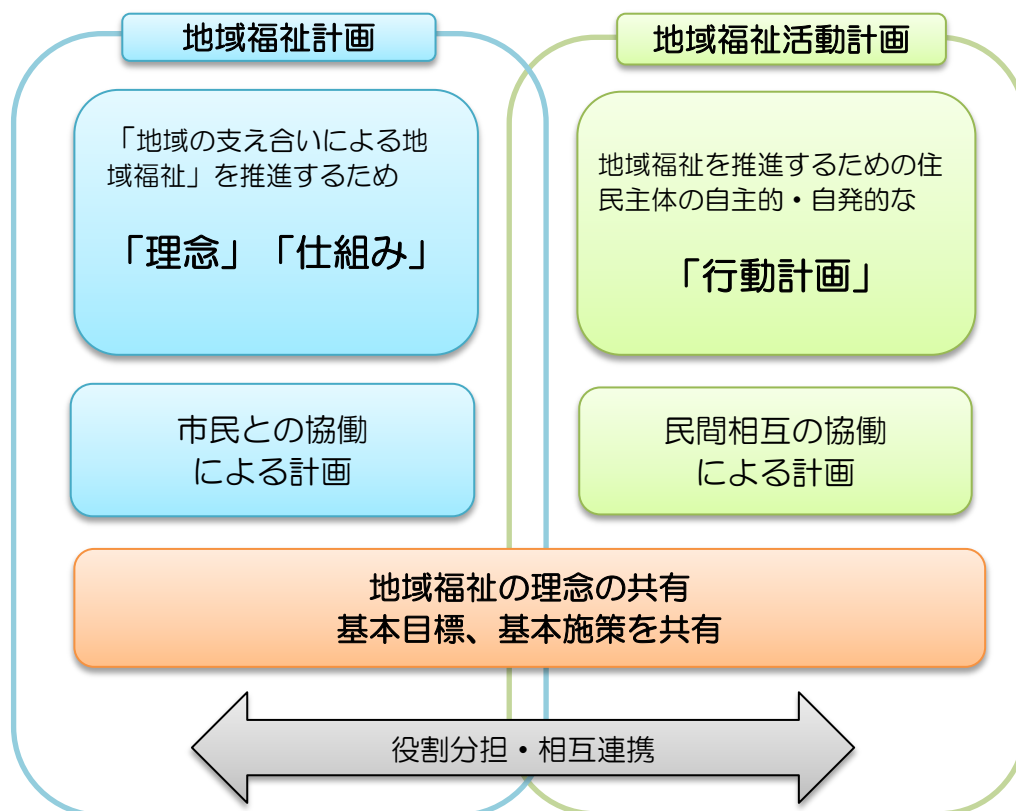 地域福祉計画
「地域の支え合いによる地
域福祉」を推進するため
「理念」「仕組み」
市民との協働
による計画
地域福祉活動計画
地域福祉を推進するための住
民主体の自主的・自発的な
「行動計画」
民間相互の協働
による計画
地域福祉の理念の共有
基本目標、基本施策を共有
役割分担・相互連携